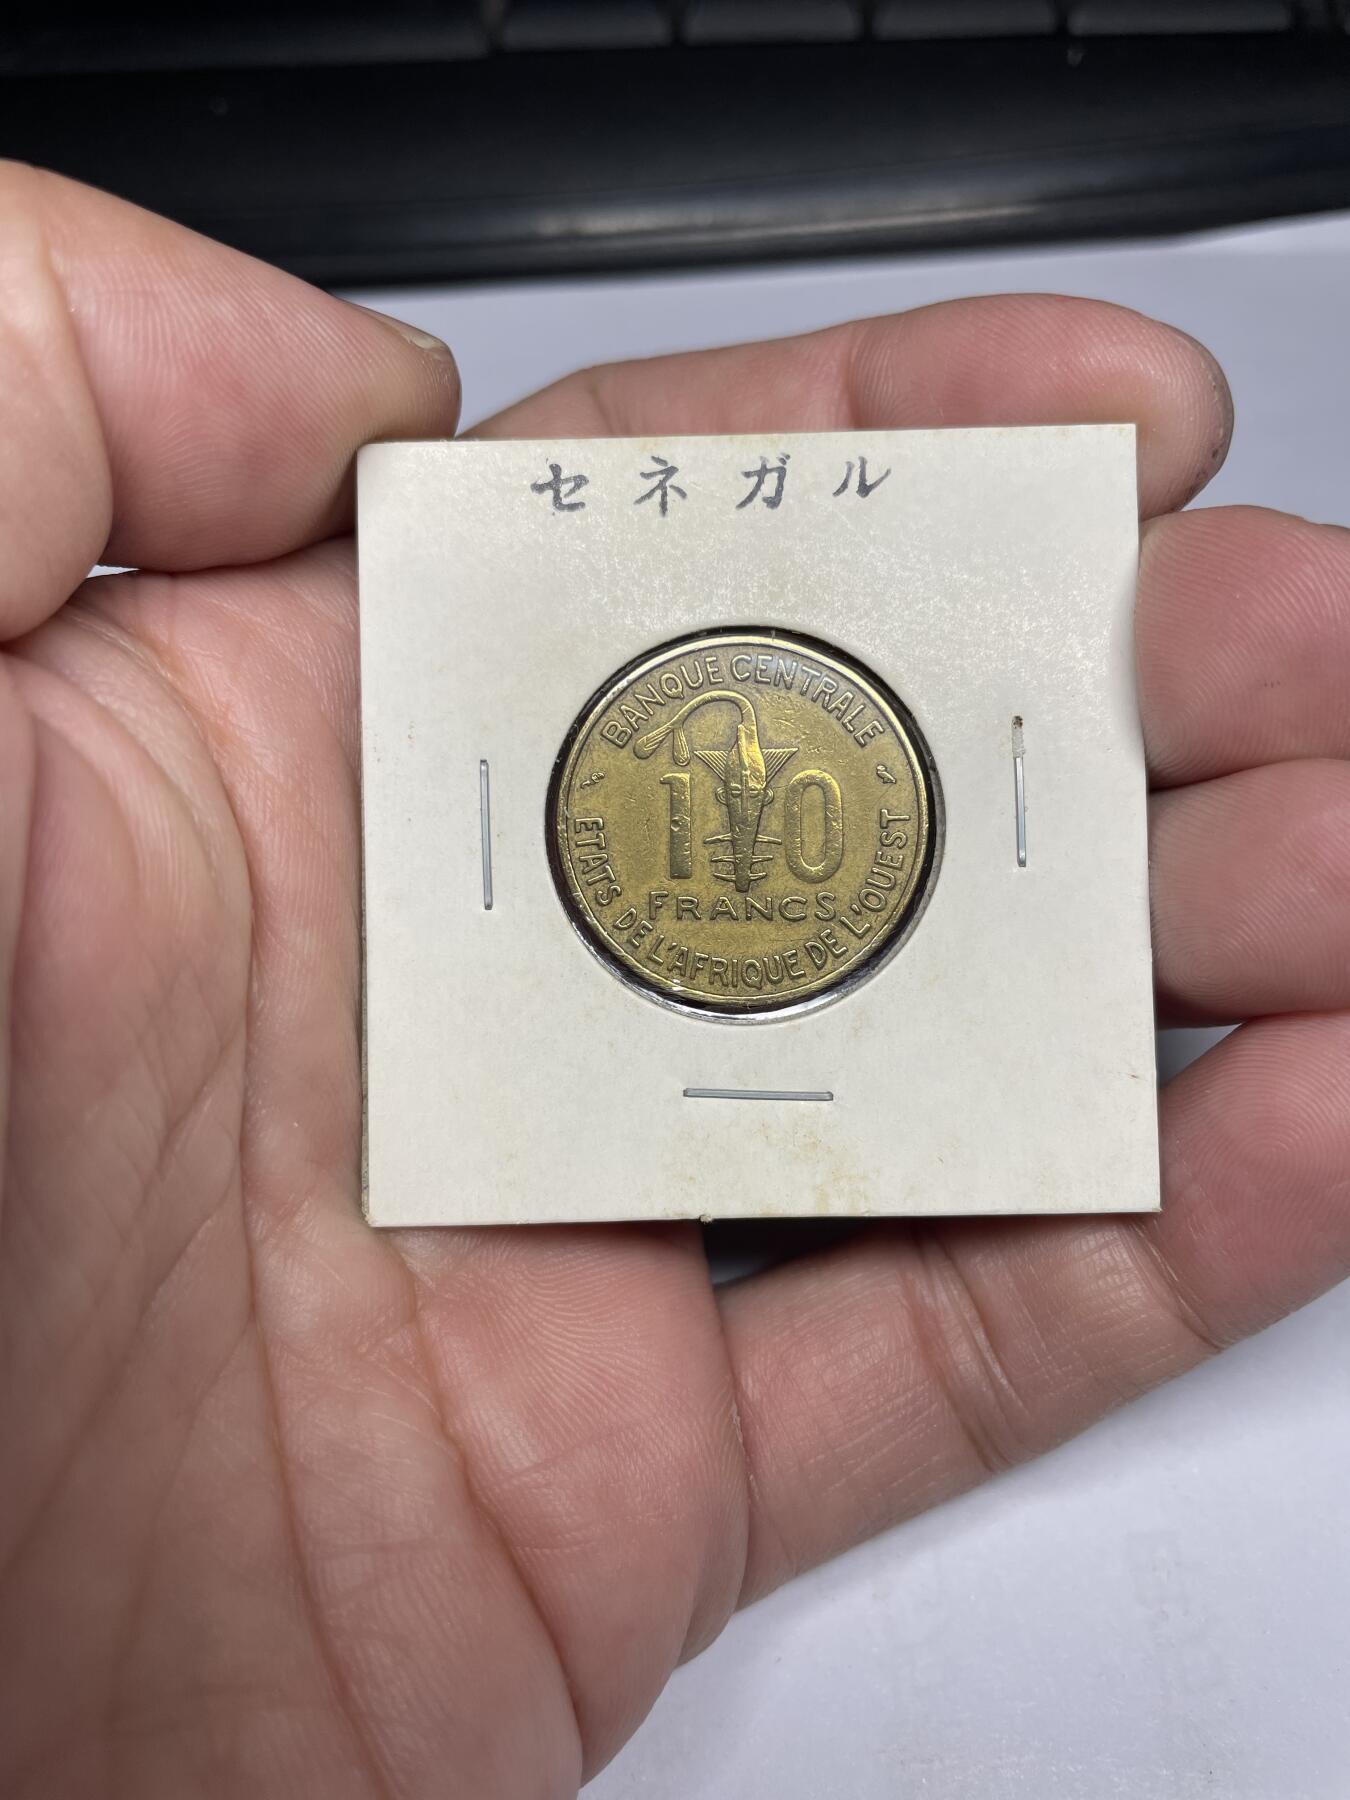 セネガル
BANQUE CENTRALE
10
FRANCS
ETATS DE L'AFRIQUE DE L'OUEST